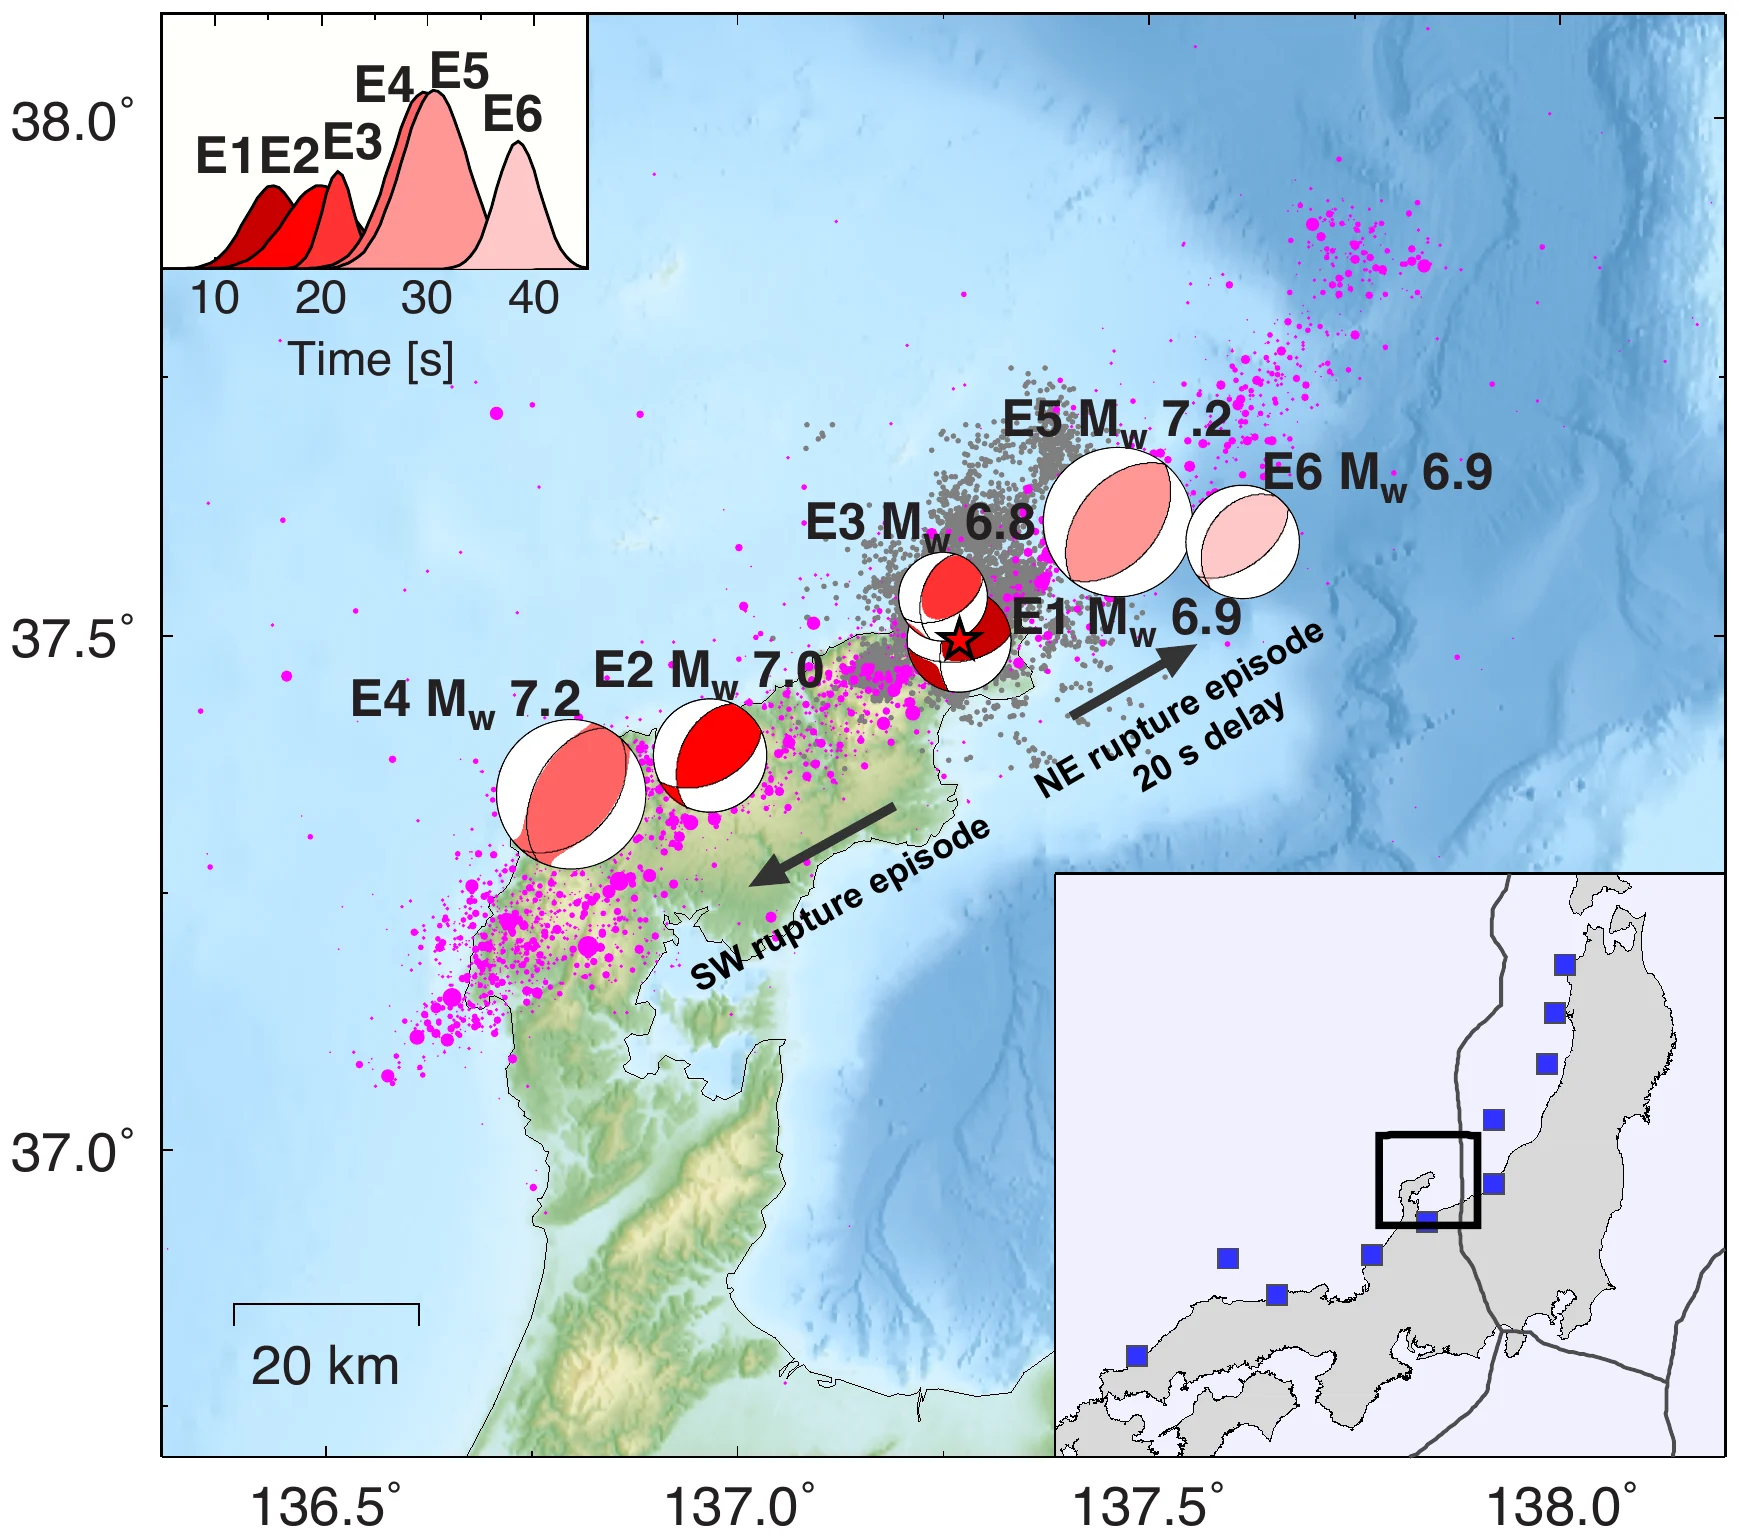 38.0°
37.5°
37.0°
E4 E5
E6
E1 E2 E3
10 20 30 40
Time [s]
E5 Mw 7.2
E6 Mw 6.9
E3 Mw 6.8
E1 Mw 6.9
E2 Mw 7.0
E4 Mw 7.2
NE rupture episode
20 s delay
SW rupture episode
20 km
136.5° 137.0° 137.5° 138.0°